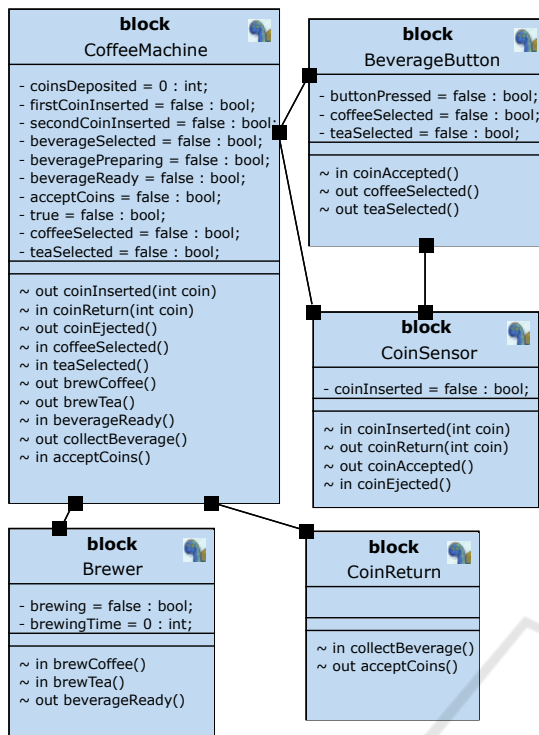 block
CoffeeMachine
- coinsDeposited = 0 : int;
- firstCoinInserted = false : bool;
- secondCoinInserted = false : bool;
- beverageSelected = false : bool;
- beveragePreparing = false : bool;
- beverageReady = false : bool;
- acceptCoins = false : bool;
- true = false : bool;
- coffeeSelected = false : bool;
- teaSelected = false : bool;
~ out coinInserted(int coin)
~ in coinReturn(int coin)
~ out coinEjected()
~ in coffeeSelected()
~ in teaSelected()
~ out brewCoffee()
~ out brewTea()
~ in beverageReady()
~ out collectBeverage()
~ in acceptCoins()
block
BeverageButton
- buttonPressed = false : bool;
- coffeeSelected = false : bool;
- teaSelected = false : bool;
~ in coinAccepted()
~ out coffeeSelected()
~ out teaSelected()
block
CoinSensor
- coinInserted = false : bool;
~ in coinInserted(int coin)
~ out coinReturn(int coin)
~ out coinAccepted()
~ in coinEjected()
block
Brewer
- brewing = false : bool;
- brewingTime = 0 : int;
~ in brewCoffee()
~ in brewTea()
~ out beverageReady()
block
CoinReturn
~ in collectBeverage()
~ out acceptCoins()